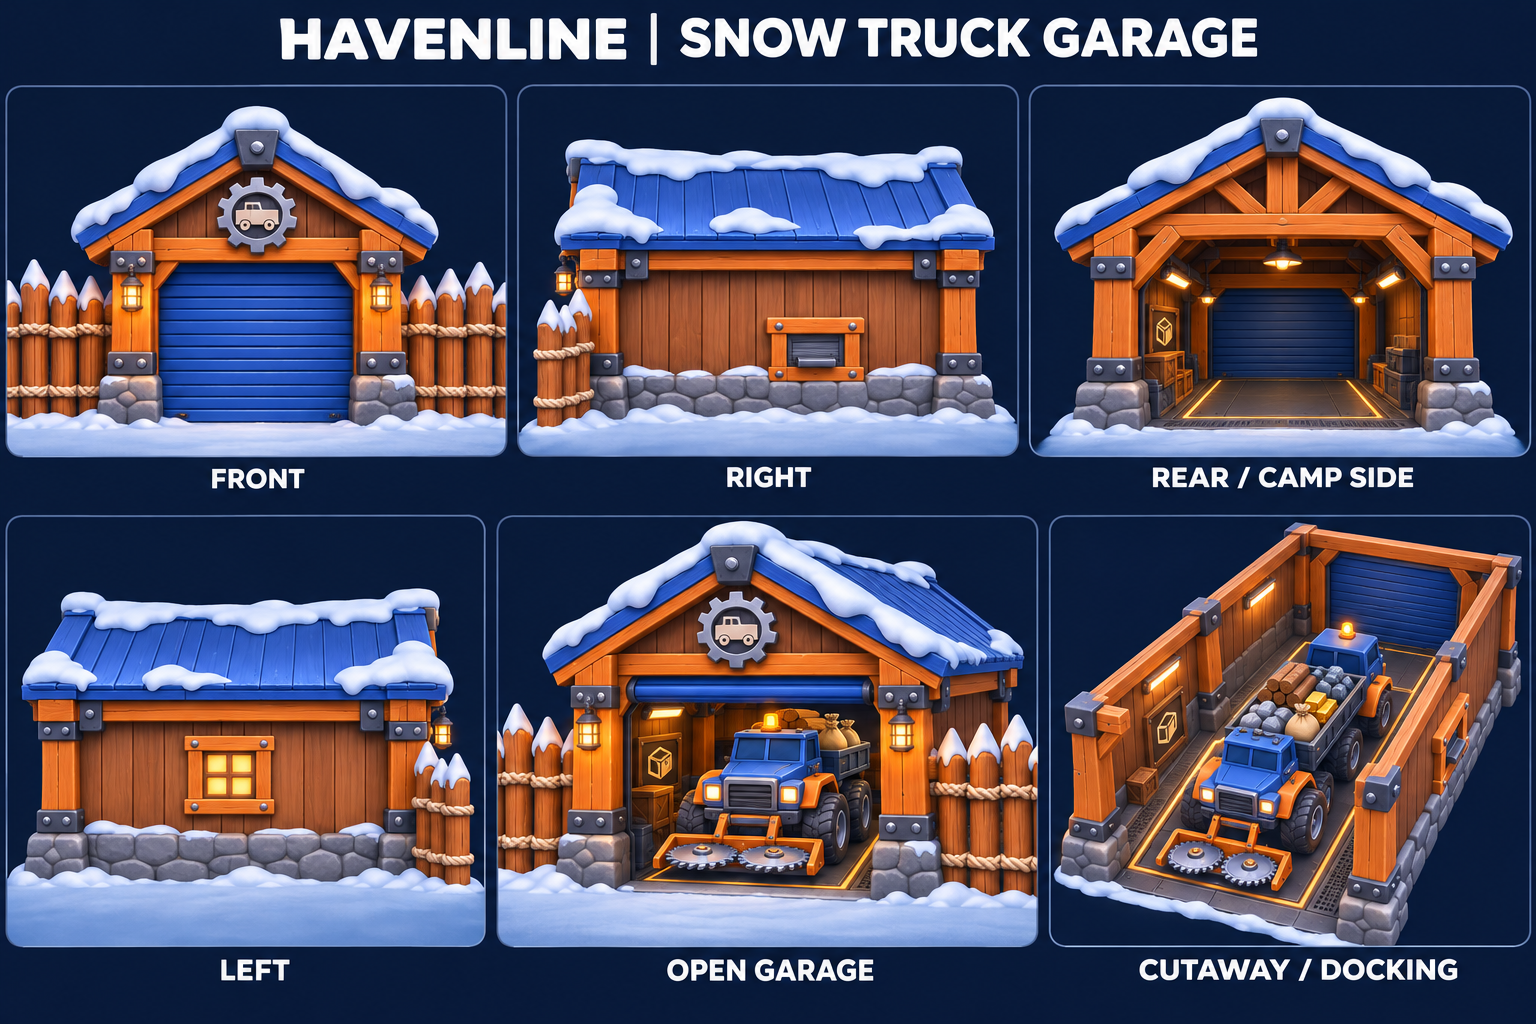 HAVENLINE | SNOW TRUCK GARAGE
FRONT
RIGHT
REAR / CAMP SIDE
LEFT
OPEN GARAGE
CUTAWAY / DOCKING